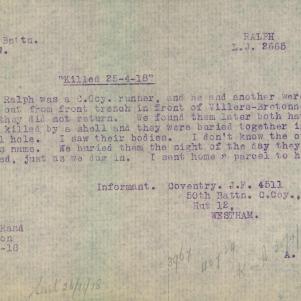 Battn. RALPH
L.J. 2665
"Killed 25-4-18"
Ralph was a C.Coy. runner, and he and another were
out from front trench in front of Villers-Bretonn
they did not return. We found them later both ha
killed by a shell and they were buried together i
l hole. I saw their bodies. I don't know the o
s name. We buried them the night of the day they
ed, just as we dug in. I sent home a parcel to h
Informant. Coventry. J.F. 4511
50th Battn. C.Coy.,
Hut 12,
WESTHAM.
Rand
on
-18
A.